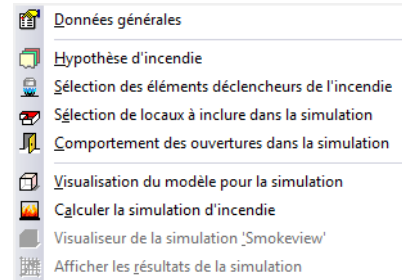 Données générales
Hypothèse d'incendie
Sélection des éléments déclencheurs de l'incendie
Sélection de locaux à inclure dans la simulation
Comportement des ouvertures dans la simulation
Visualisation du modèle pour la simulation
Calculer la simulation d'incendie
Visualiseur de la simulation 'Smokeview'
Afficher les résultats de la simulation